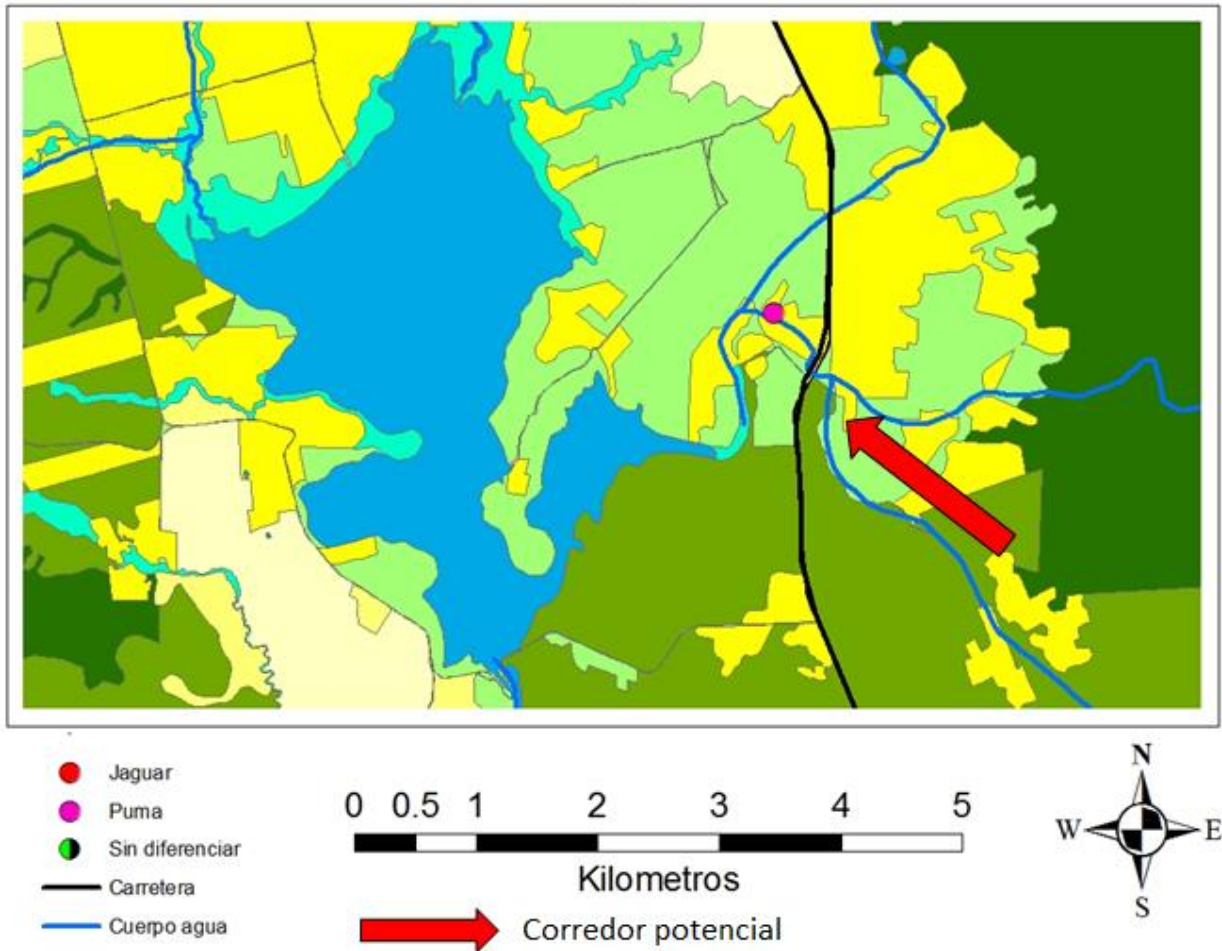 Jaguar
Puma
Sin diferenciar
Carretera
Cuerpo agua
0 0.5 1 2 3 4 5
Kilometros
Corredor potencial
N
W E
S